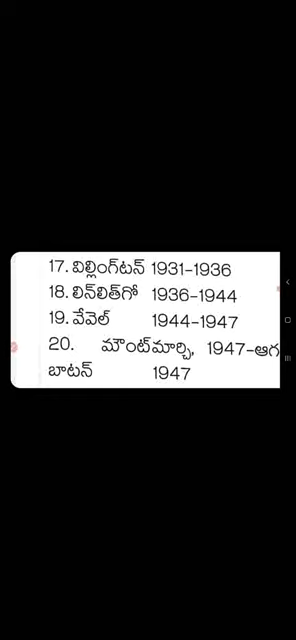 17. విల్లింగ్‌టన్ 1931-1936
18. లిన్‌లిత్‌గో 1936-1944
19. వేవెల్ 1944-1947
20. మౌంట్‌మార్చి, 1947-ఆగ
బాటన్ 1947